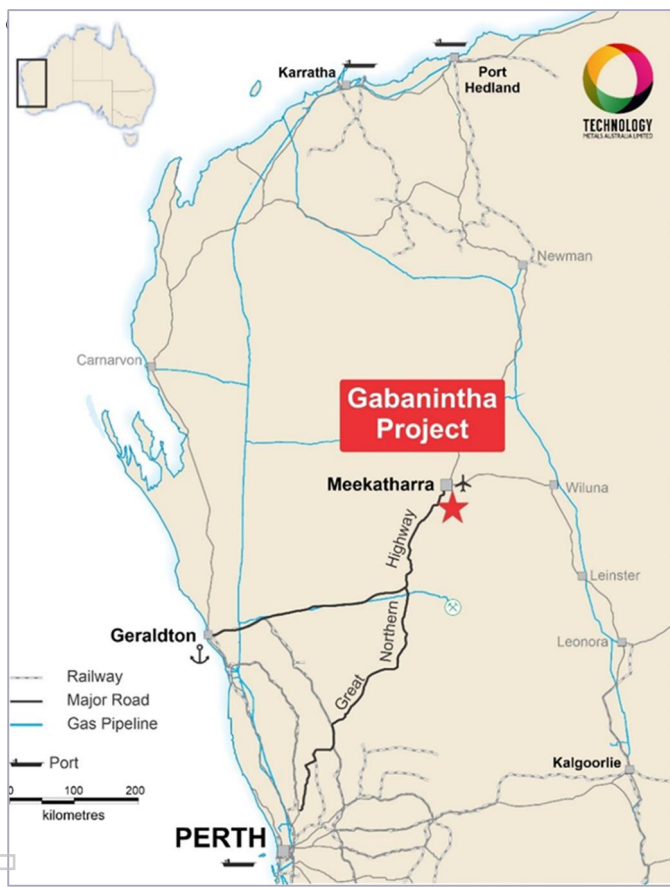 Karratha
Port
Hedland
TECHNOLOGY
METALS AUSTRALIA LIMITED
Newman
Carnarvon
Gabanintha
Project
Meekatharra
Wiluna
Highway
Leinster
Northern
Geraldton
Leonora
Great
Railway
Major Road
Gas Pipeline
Port
Kalgoorlie
0 100 200
kilometres
PERTH